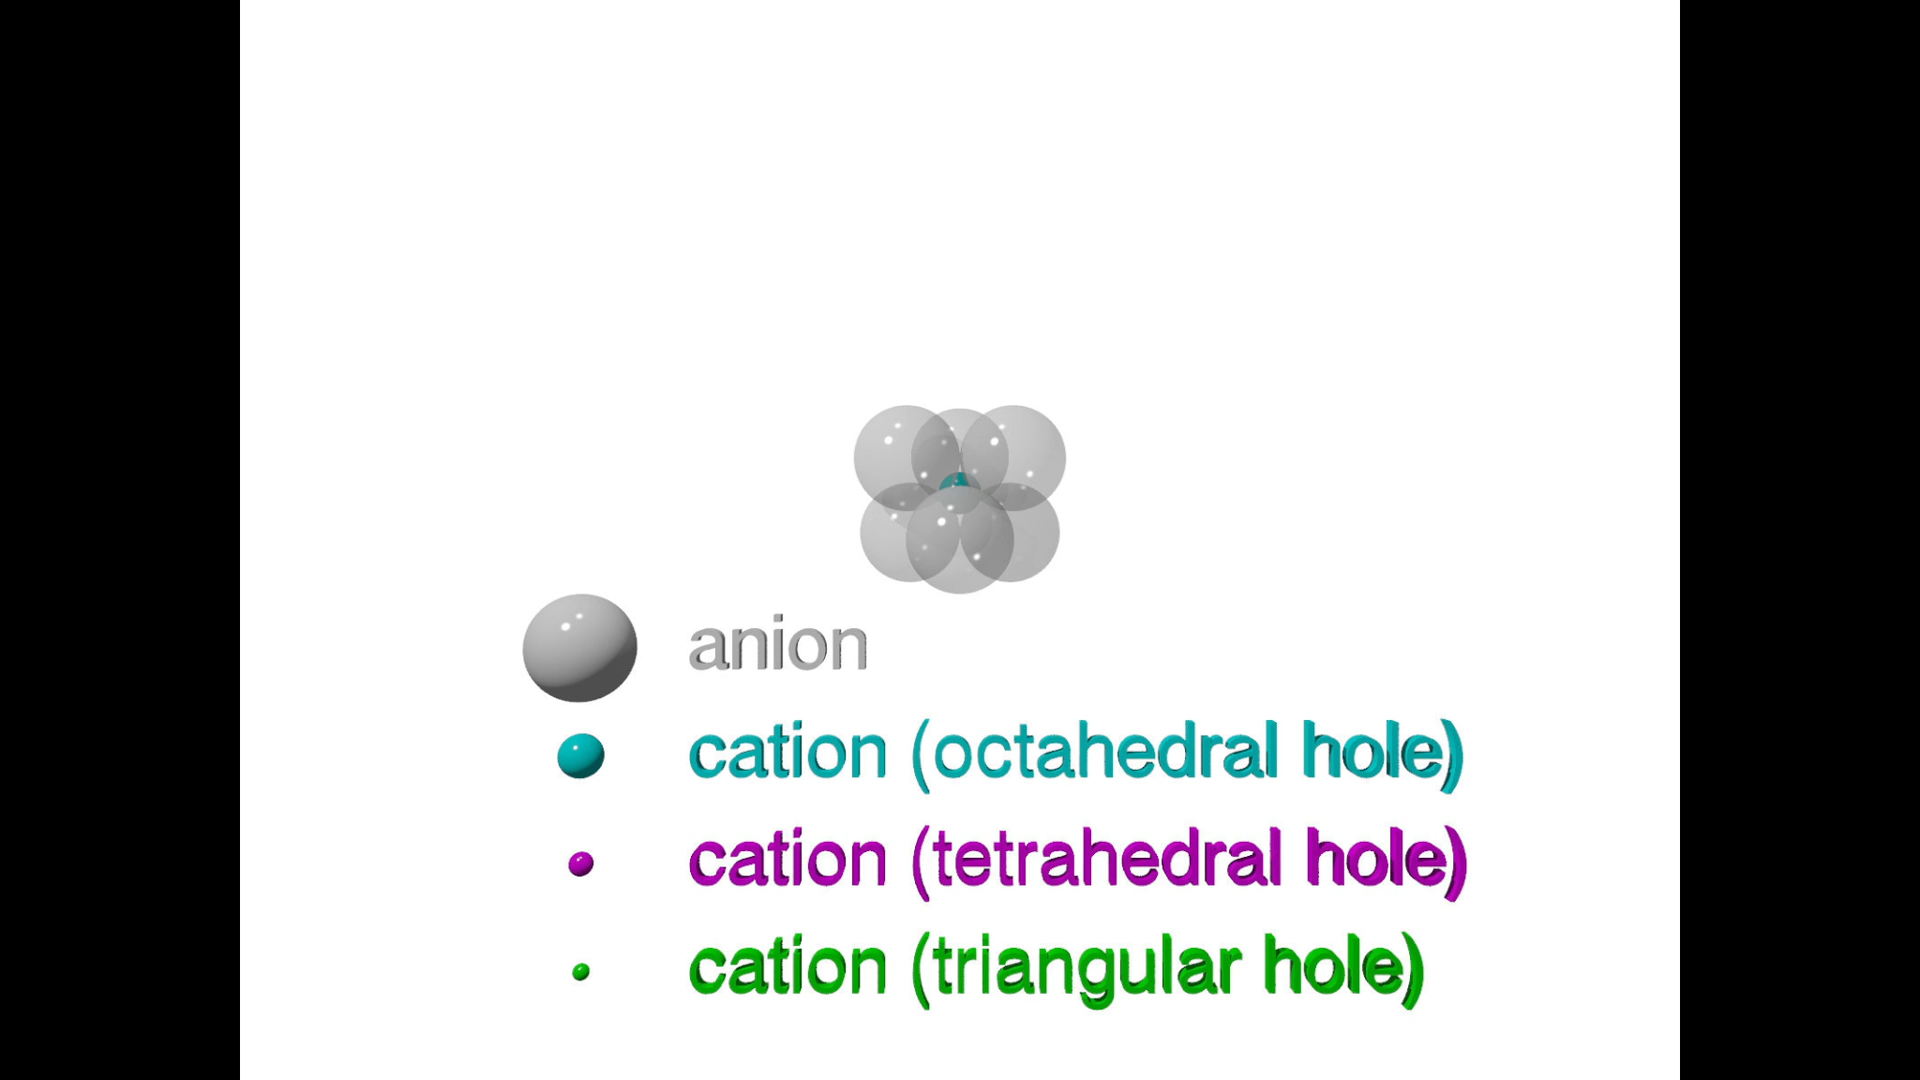 anion
cation (octahedral hole)
cation (tetrahedral hole)
cation (triangular hole)